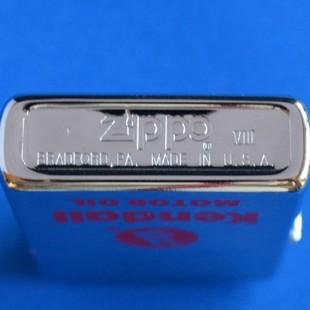 Zippo ® VIII
BRADFORD, PA. MADE IN U.S.A.
Kendall
MOTOR OIL